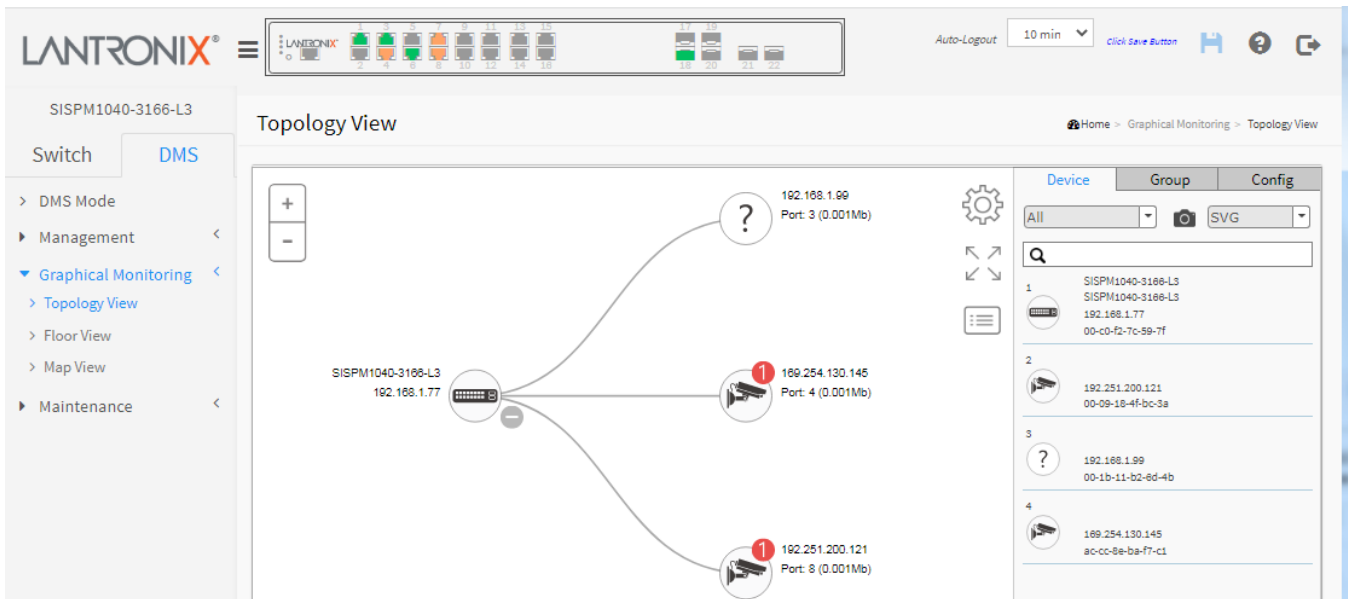 LANTRONIX®
1 3 5 7 9 11 13 15
17 19
LANTRONIX
2 4 6 8 10 12 14 16
18 20 21 22
Auto-Logout
10 min
Click Save Button
SISPM1040-3166-L3
Switch
DMS
DMS Mode
Management
Graphical Monitoring
Topology View
Floor View
Map View
Maintenance
Topology View
Home > Graphical Monitoring > Topology View
+
−
192.168.1.99
Port: 3 (0.001Mb)
?
SISPM1040-3166-L3
192.168.1.77
1
169.254.130.145
Port: 4 (0.001Mb)
1
192.251.200.121
Port: 8 (0.001Mb)
Device
Group
Config
All
SVG
1
SISPM1040-3166-L3
SISPM1040-3166-L3
192.168.1.77
00-c0-f2-7c-59-7f
2
192.251.200.121
00-09-18-4f-bc-3a
3
?
192.168.1.99
00-1b-11-b2-6d-4b
4
169.254.130.145
ac-cc-8e-ba-f7-c1